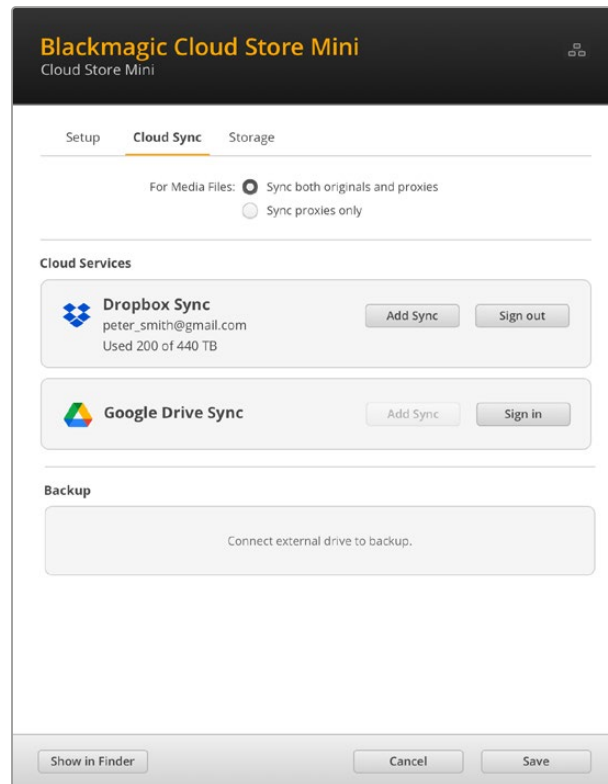 Blackmagic Cloud Store Mini
Cloud Store Mini
Setup Cloud Sync Storage
For Media Files: Sync both originals and proxies
Sync proxies only
Cloud Services
Dropbox Sync
peter_smith@gmail.com
Used 200 of 440 TB
Add Sync Sign out
Google Drive Sync Add Sync Sign in
Backup
Connect external drive to backup.
Show in Finder Cancel Save